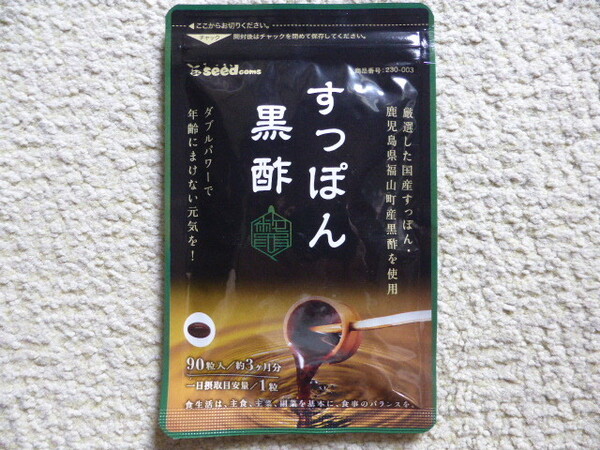 ここからお切りください。
チャック
開封後はチャックを閉めて保存してください。
seedcoms
商品番号:230-003
厳選した国産すっぽん・
鹿児島県福山町産黒酢を使用
すっぽん
黒酢
ダブルパワーで
年齢にまけない元気を!
90粒入/約3ヶ月分
一日摂取目安量/1粒
食生活は、主食、主菜、副菜を基本に、食事のバランスを。